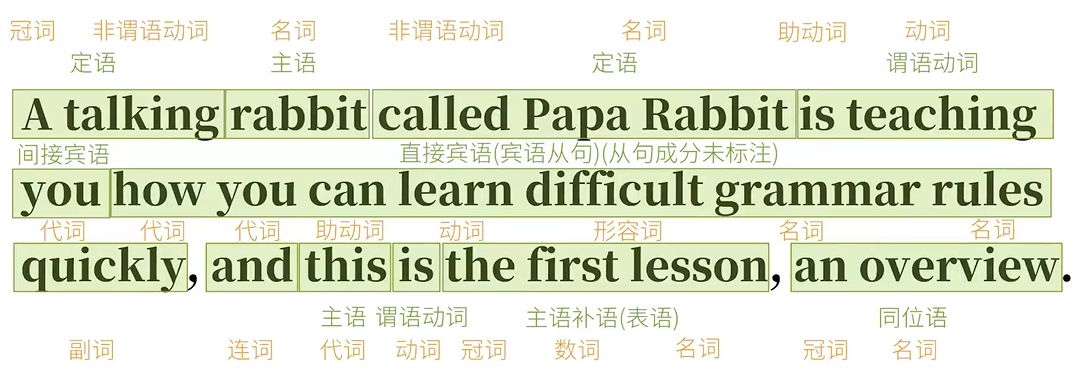 冠词 非谓语动词 名词 非谓语动词 名词 助动词 动词
定语 主语 定语 谓语动词
A talking rabbit called Papa Rabbit is teaching
间接宾语 直接宾语(宾语从句)(从句成分未标注)
you how you can learn difficult grammar rules
代词 代词 代词 助动词 动词 形容词 名词 名词
quickly, and this is the first lesson, an overview.
主语 谓语动词 主语补语(表语) 同位语
副词 连词 代词 动词 冠词 数词 名词 冠词 名词